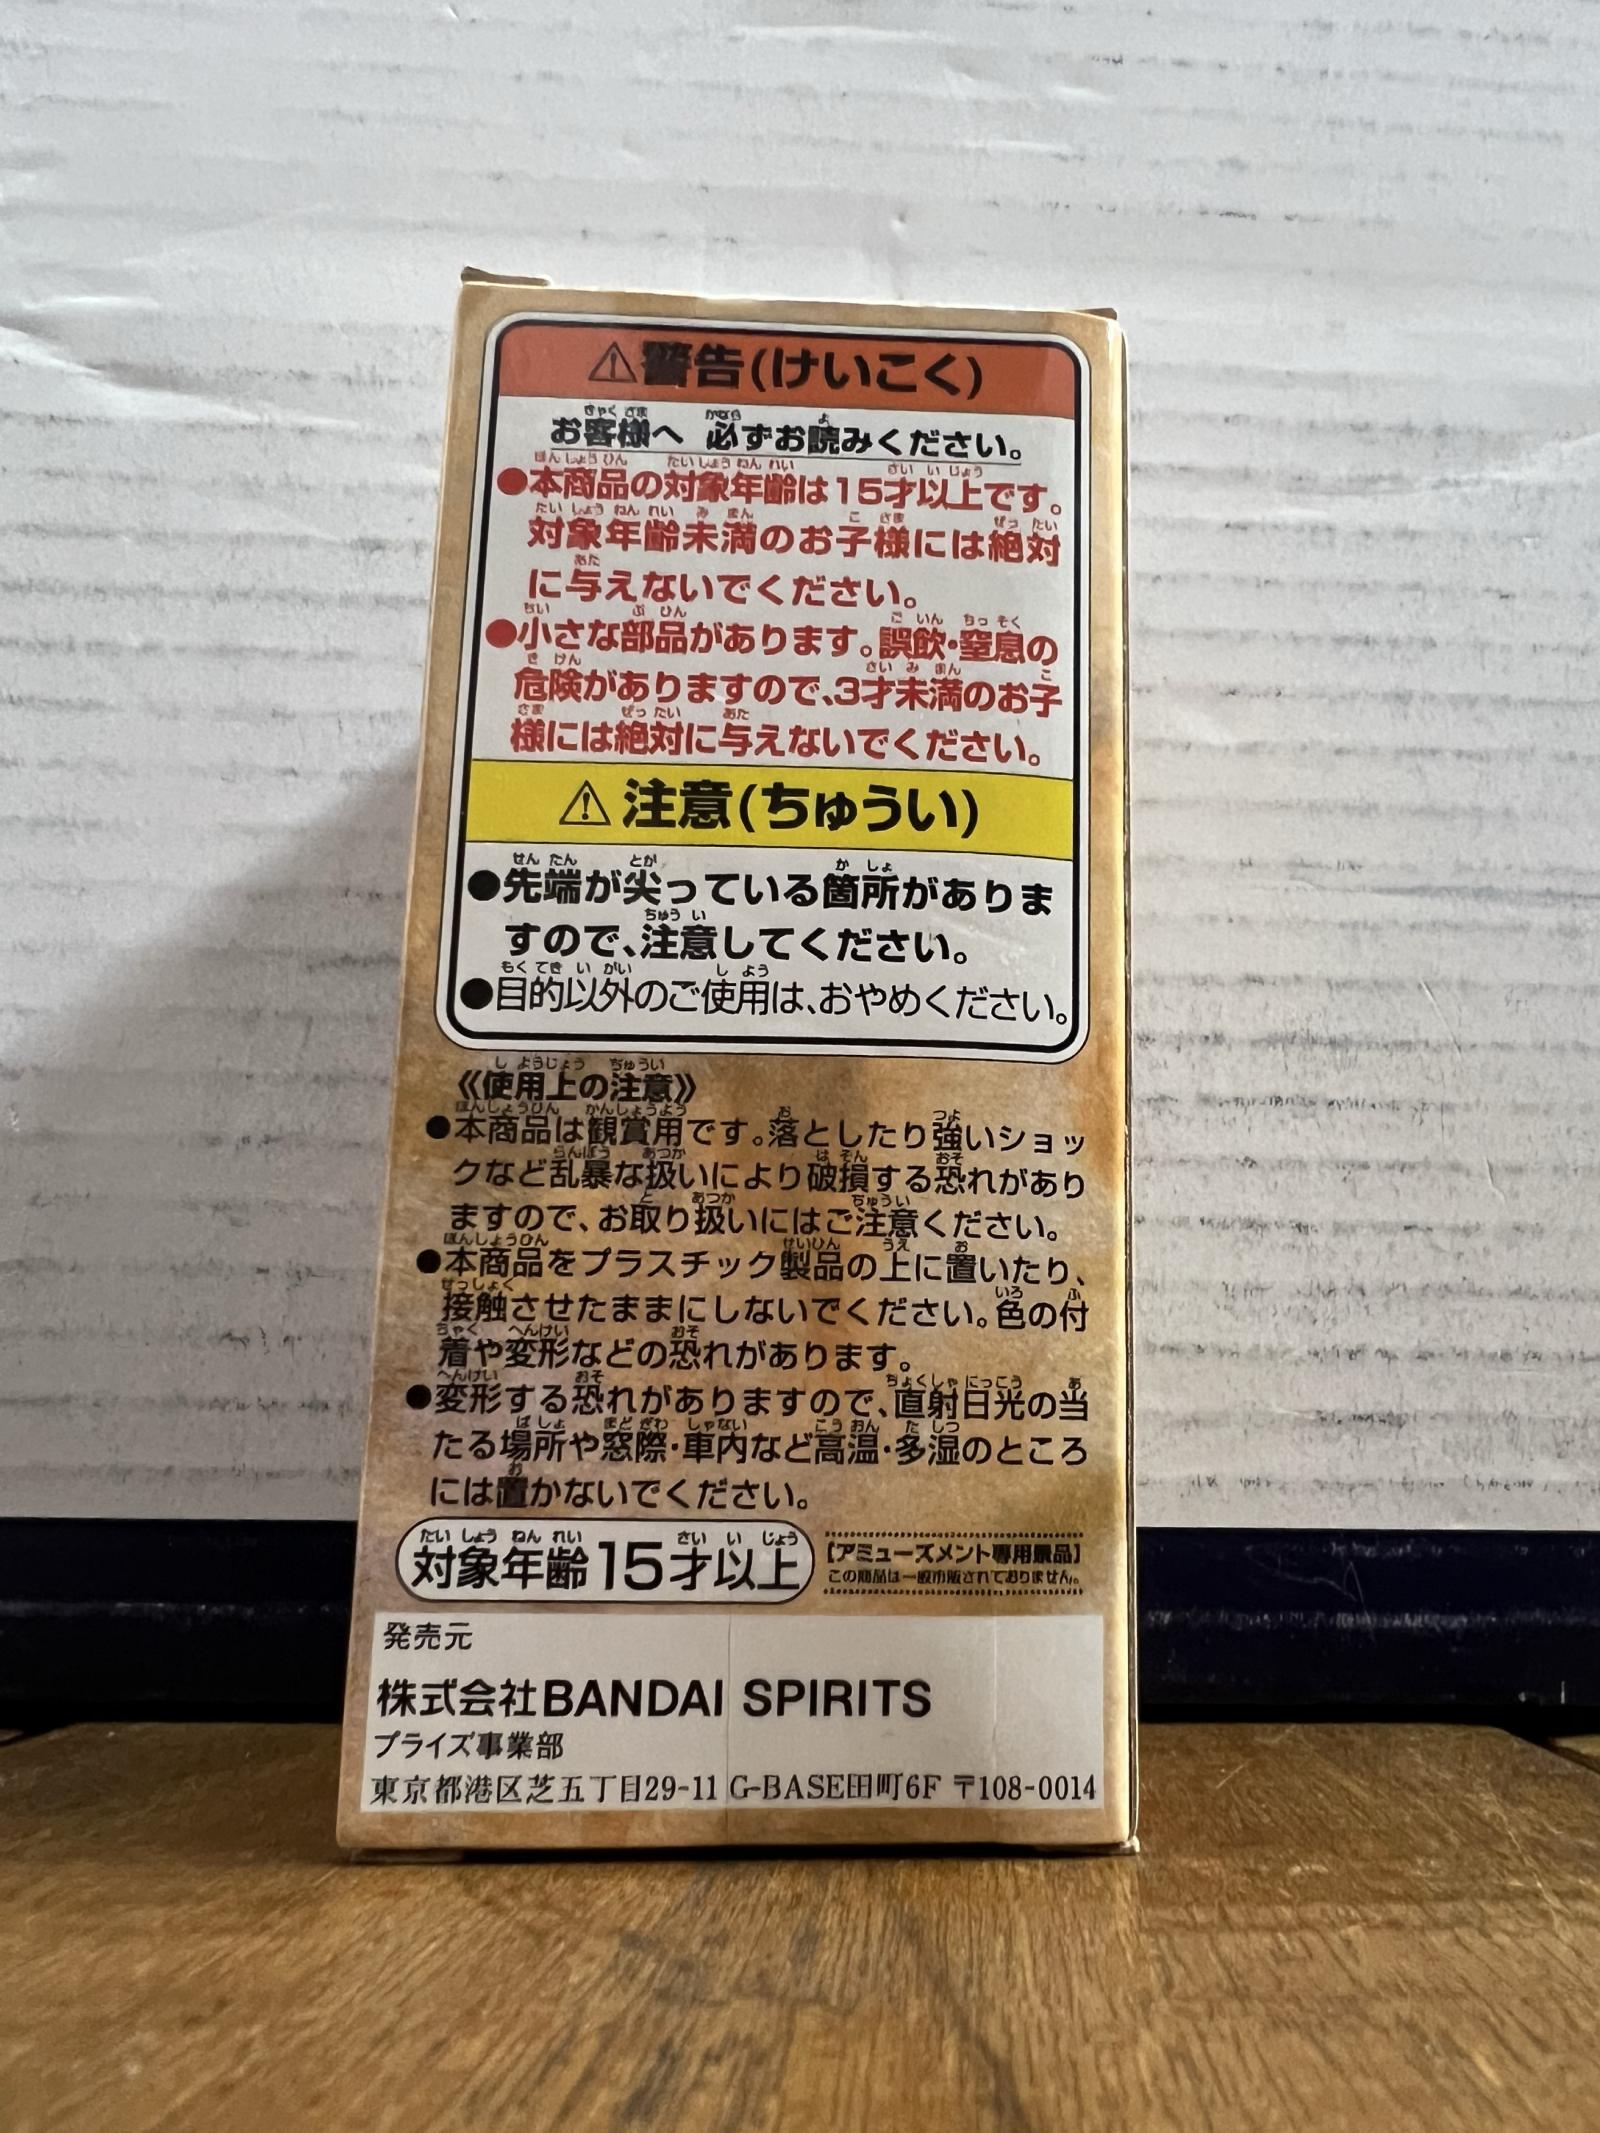 ⚠警告(けいこく)
お客様へ 必ずお読みください。
●本商品の対象年齢は15才以上です。
対象年齢未満のお子様には絶対
に与えないでください。
●小さな部品があります。誤飲・窒息の
危険がありますので、3才未満のお子
様には絶対に与えないでください。
⚠注意(ちゅうい)
●先端が尖っている箇所がありま
すので、注意してください。
●目的以外のご使用は、おやめください。
《使用上の注意》
●本商品は観賞用です。落としたり強いショッ
クなど乱暴な扱いにより破損する恐れがあり
ますので、お取り扱いにはご注意ください。
●本商品をプラスチック製品の上に置いたり、
接触させたままにしないでください。色の付
着や変形などの恐れがあります。
●変形する恐れがありますので、直射日光の当
たる場所や窓際・車内など高温・多湿のところ
には置かないでください。
対象年齢15才以上
【アミューズメント専用景品】
この商品は一般市販されておりません。
発売元
株式会社BANDAI SPIRITS
プライズ事業部
東京都港区芝五丁目29-11 G-BASE田町6F 〒108-0014